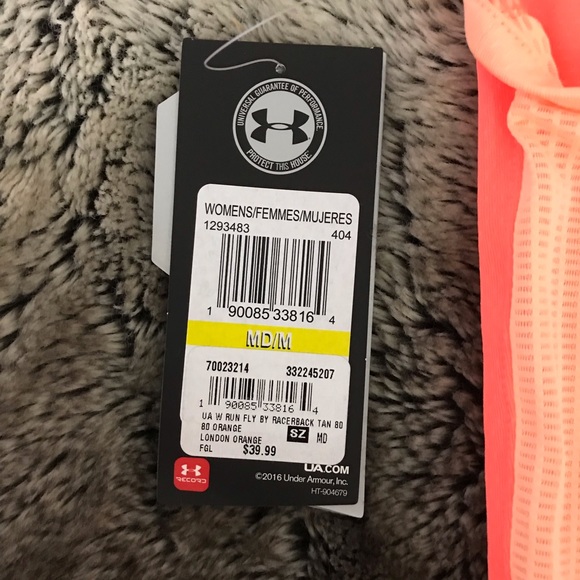 UNIVERSAL GUARANTEE OF PERFORMANCE
PROTECT THIS HOUSE
WOMENS/FEMMES/MUJERES
1293483 404
1 90085 33816 4
MD/M
70023214 332245207
1 90085 33816 4
UA W RUN FLY BY RACERBACK TAN 80
80 ORANGE SZ MD
LONDON ORANGE
FGL $39.99
RECORD
UA.COM
©2016 Under Armour, Inc.
HT-904679